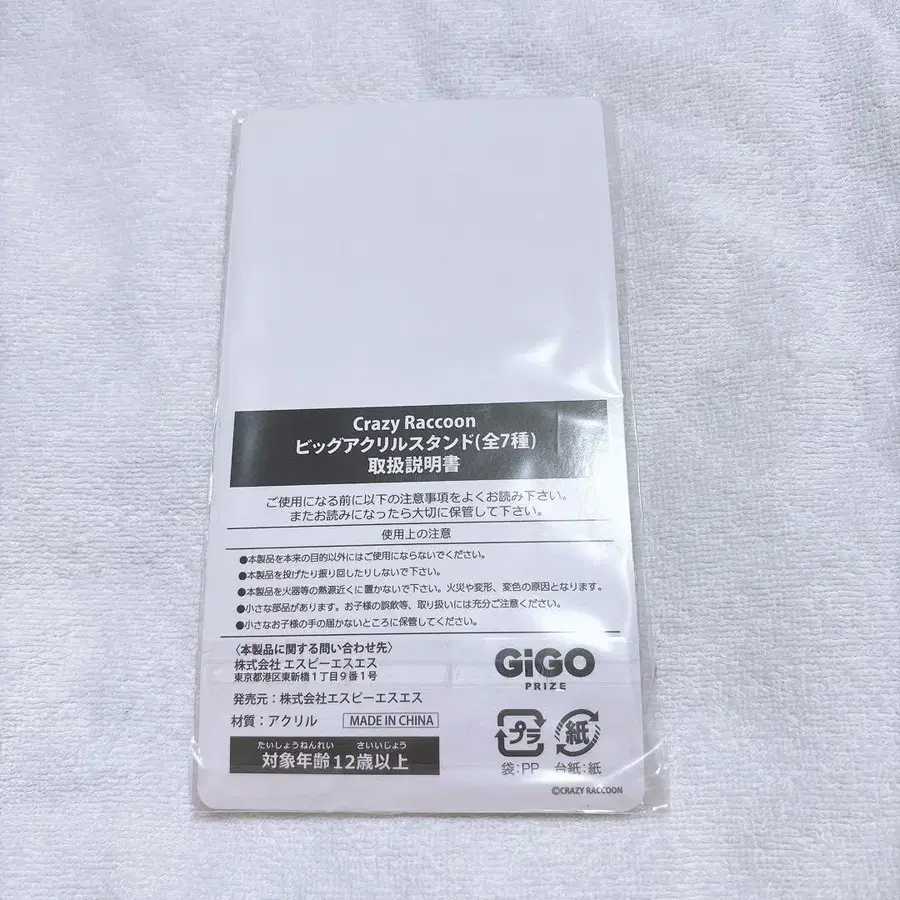 Crazy Raccoon
ビッグアクリルスタンド(全7種)
取扱説明書
ご使用になる前に以下の注意事項をよくお読み下さい。
またお読みになったら大切に保管して下さい。
使用上の注意
●本製品を本来の目的以外にはご使用にならないでください。
●本製品を投げたり振り回したりしないで下さい。
●本製品を火器等の熱源近くに置かないで下さい。火災や変形、変色の原因となります。
●小さな部品があります。お子様の誤飲等、取り扱いには充分ご注意ください。
●小さなお子様の手の届かないところに保管してください。
〈本製品に関する問い合わせ先〉
株式会社 エスピーエスエス
東京都港区東新橋1丁目9番1号
発売元：株式会社エスピーエスエス
材質：アクリル MADE IN CHINA
たいしょうねんれい さいいじょう
対象年齢12歳以上
GiGO
PRIZE
プラ 紙
袋:PP 台紙:紙
©CRAZY RACCOON